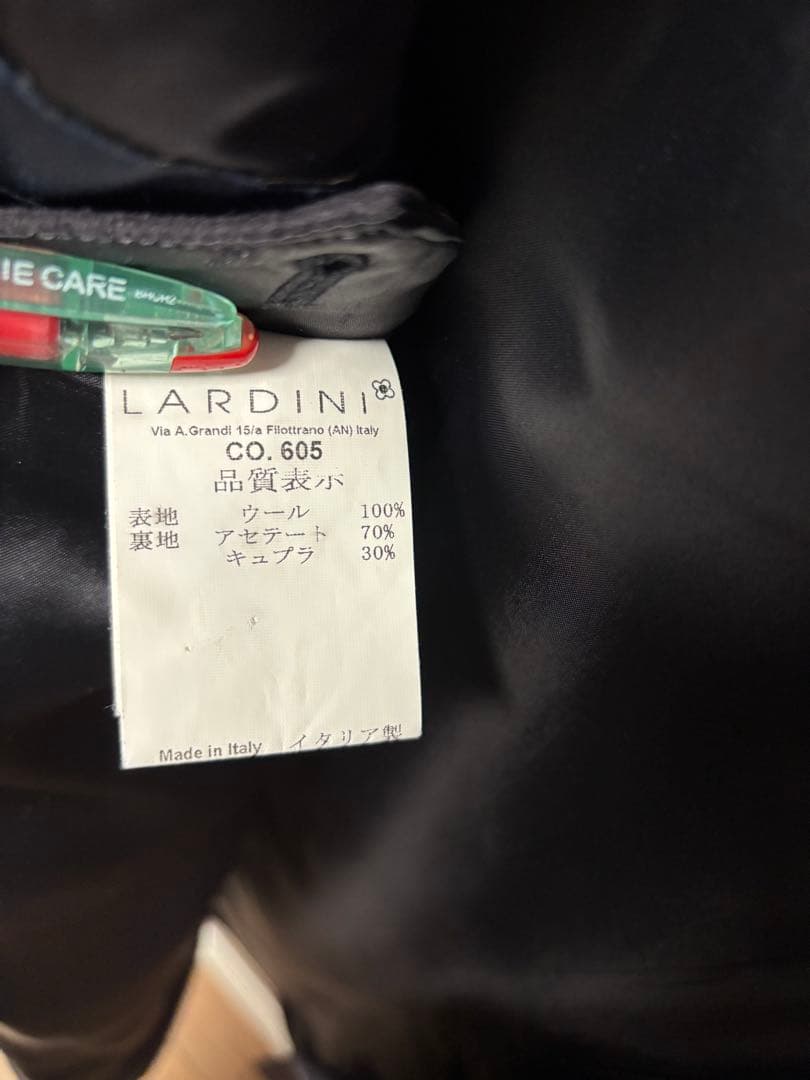 IE CARE
LARDINI
Via A.Grandi 15/a Filottrano (AN) Italy
CO. 605
品質表示
表地 ウール 100%
裏地 アセテート 70%
キュプラ 30%
Made in Italy イタリア製